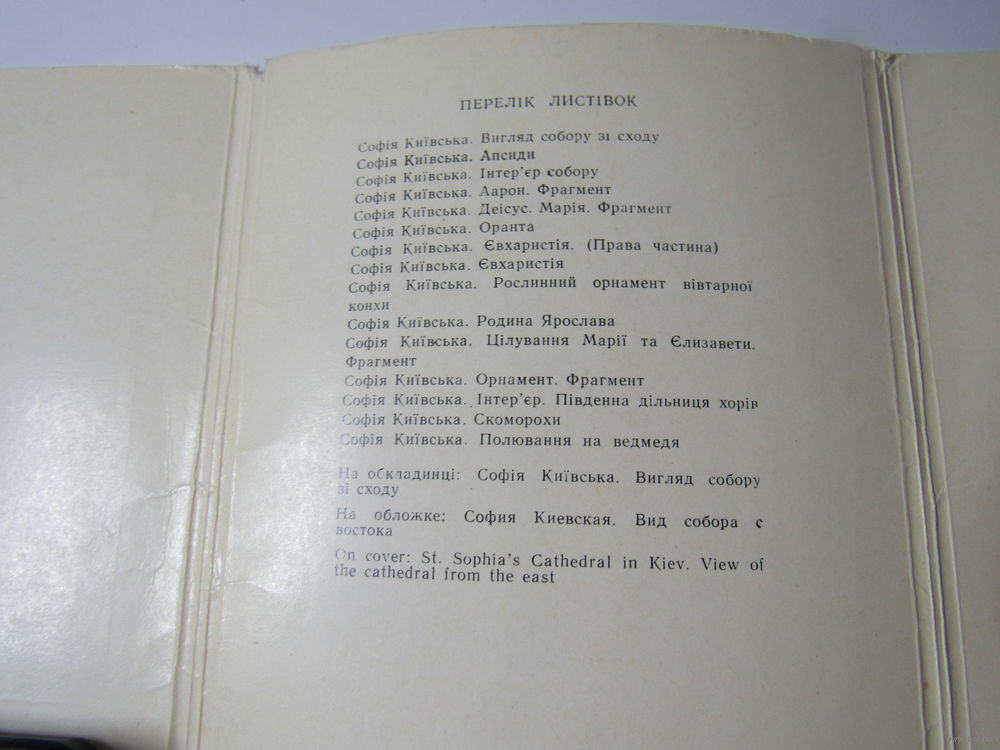 ПЕРЕЛІК ЛИСТІВОК
Софія Київська. Вигляд собору зі сходу
Софія Київська. Апсиди
Софія Київська. Інтер'єр собору
Софія Київська. Аарон. Фрагмент
Софія Київська. Деісус. Марія. Фрагмент
Софія Київська. Оранта
Софія Київська. Євхаристія. (Права частина)
Софія Київська. Євхаристія
Софія Київська. Рослинний орнамент вівтарної
конхи
Софія Київська. Родина Ярослава
Софія Київська. Цілування Марії та Єлизавети.
Фрагмент
Софія Київська. Орнамент. Фрагмент
Софія Київська. Інтер'єр. Південна дільниця хорів
Софія Київська. Скоморохи
Софія Київська. Полювання на ведмедя
На обкладинці: Софія Київська. Вигляд собору
зі сходу
На обложке: София Киевская. Вид собора с
востока
On cover: St. Sophia's Cathedral in Kiev. View of
the cathedral from the east